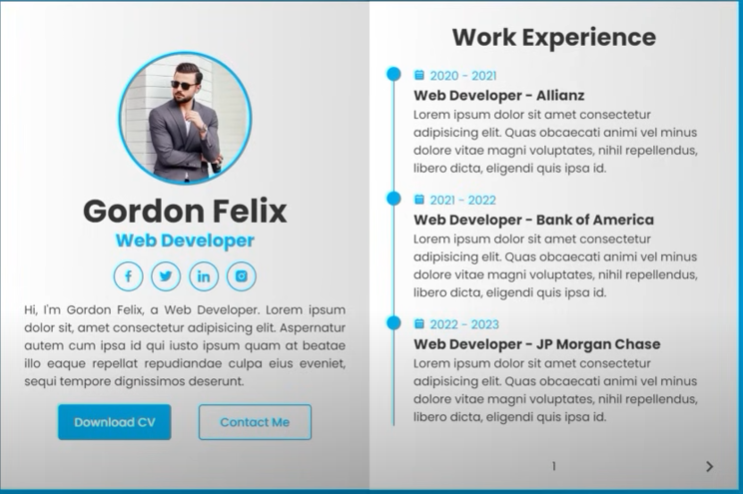 Gordon Felix
Web Developer
Hi, I'm Gordon Felix, a Web Developer. Lorem ipsum
dolor sit, amet consectetur adipisicing elit. Aspernatur
autem cum ipsa id qui iusto ipsum quam at beatae
illo eaque repellat repudiandae culpa eius eveniet,
sequi tempore dignissimos deserunt.
Download CV
Contact Me
Work Experience
2020 - 2021
Web Developer - Allianz
Lorem ipsum dolor sit amet consectetur
adipisicing elit. Quas obcaecati animi vel minus
dolore vitae magni voluptates, nihil repellendus,
libero dicta, eligendi quis ipsa id.
2021 - 2022
Web Developer - Bank of America
Lorem ipsum dolor sit amet consectetur
adipisicing elit. Quas obcaecati animi vel minus
dolore vitae magni voluptates, nihil repellendus,
libero dicta, eligendi quis ipsa id.
2022 - 2023
Web Developer - JP Morgan Chase
Lorem ipsum dolor sit amet consectetur
adipisicing elit. Quas obcaecati animi vel minus
dolore vitae magni voluptates, nihil repellendus,
libero dicta, eligendi quis ipsa id.
1